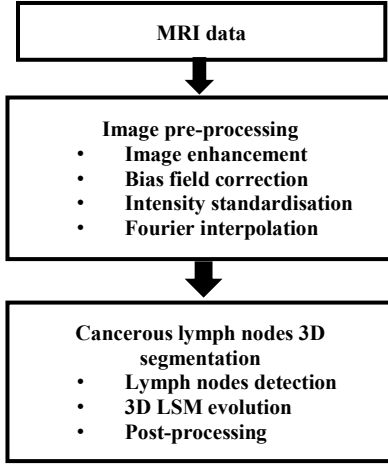 MRI data
Image pre-processing
• Image enhancement
• Bias field correction
• Intensity standardisation
• Fourier interpolation
Cancerous lymph nodes 3D
segmentation
• Lymph nodes detection
• 3D LSM evolution
• Post-processing